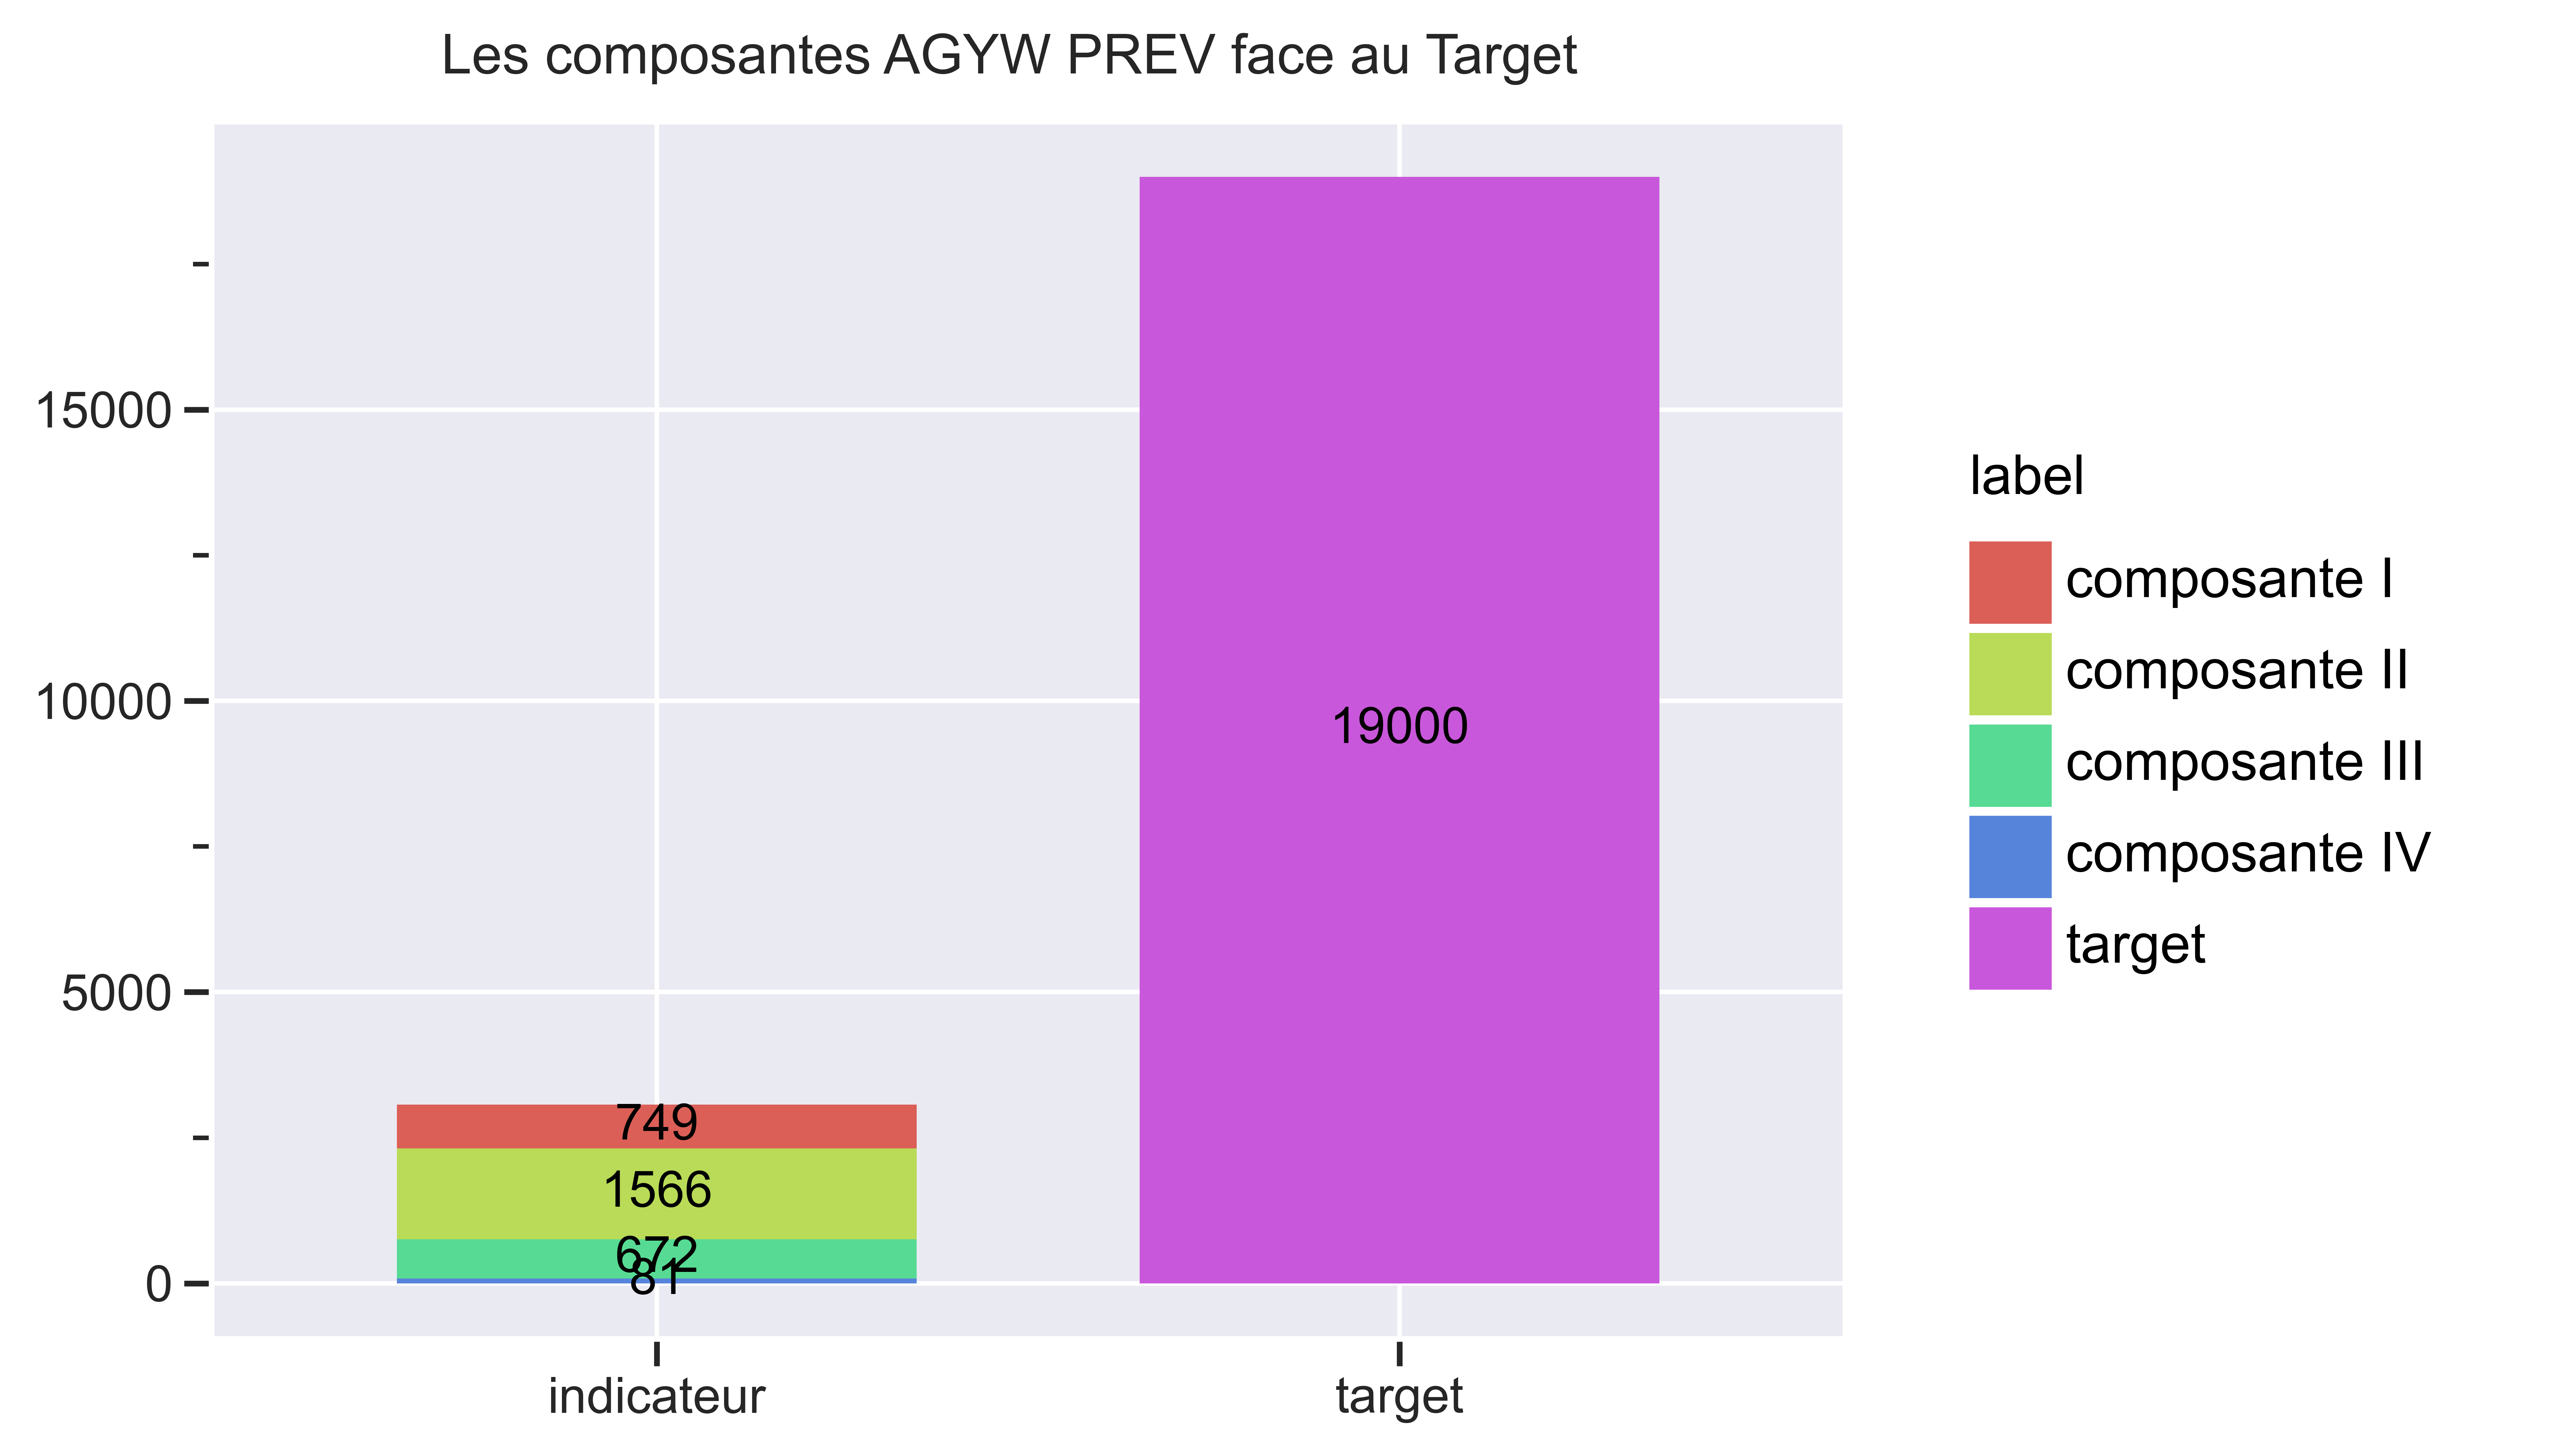 Les composantes AGYW PREV face au Target
15000
10000
5000
0
749
1566
672
81
19000
indicateur
target
label
composante I
composante II
composante III
composante IV
target